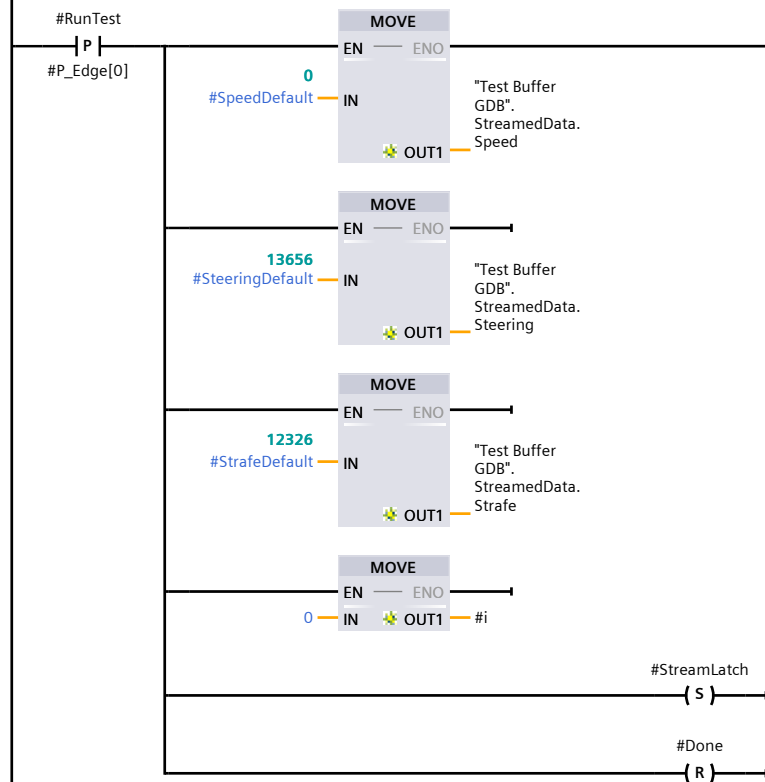 #RunTest
P
#P_Edge[0]
MOVE
EN
ENO
0
#SpeedDefault
IN
OUT1
"Test Buffer
GDB".
StreamedData.
Speed
MOVE
EN
ENO
13656
#SteeringDefault
IN
OUT1
"Test Buffer
GDB".
StreamedData.
Steering
MOVE
EN
ENO
12326
#StrafeDefault
IN
OUT1
"Test Buffer
GDB".
StreamedData.
Strafe
MOVE
EN
ENO
0
IN
OUT1
#i
#StreamLatch
S
#Done
R